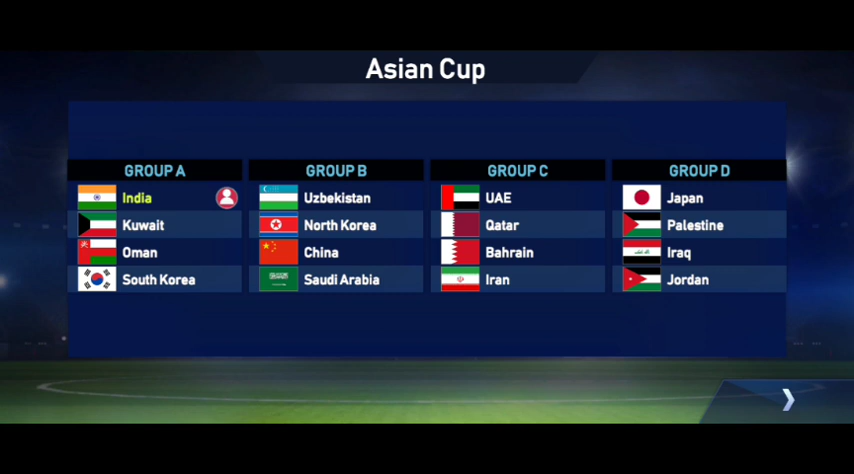 Asian Cup
GROUP A
India
Kuwait
Oman
South Korea
GROUP B
Uzbekistan
North Korea
China
Saudi Arabia
GROUP C
UAE
Qatar
Bahrain
Iran
GROUP D
Japan
Palestine
Iraq
Jordan